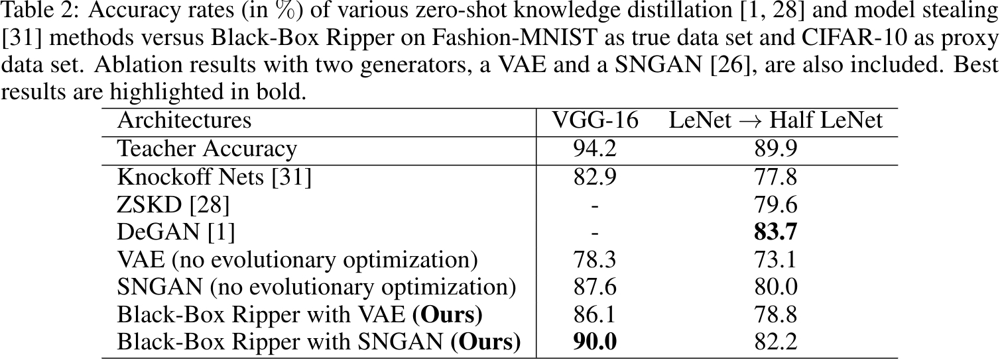 Table 2: Accuracy rates (in %) of various zero-shot knowledge distillation [1, 28] and model stealing
[31] methods versus Black-Box Ripper on Fashion-MNIST as true data set and CIFAR-10 as proxy
data set. Ablation results with two generators, a VAE and a SNGAN [26], are also included. Best
results are highlighted in bold.
Architectures VGG-16 LeNet → Half LeNet
Teacher Accuracy 94.2 89.9
Knockoff Nets [31] 82.9 77.8
ZSKD [28] - 79.6
DeGAN [1] - 83.7
VAE (no evolutionary optimization) 78.3 73.1
SNGAN (no evolutionary optimization) 87.6 80.0
Black-Box Ripper with VAE (Ours) 86.1 78.8
Black-Box Ripper with SNGAN (Ours) 90.0 82.2